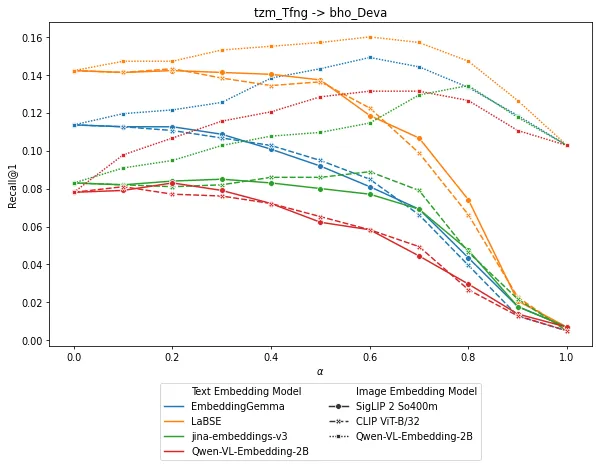 tzm_Tfng -> bho_Deva
Recall@1
0.16
0.14
0.12
0.10
0.08
0.06
0.04
0.02
0.00
0.0 0.2 0.4 0.6 0.8 1.0
α
Text Embedding Model Image Embedding Model
EmbeddingGemma SigLIP 2 So400m
LaBSE CLIP ViT-B/32
jina-embeddings-v3 Qwen-VL-Embedding-2B
Qwen-VL-Embedding-2B